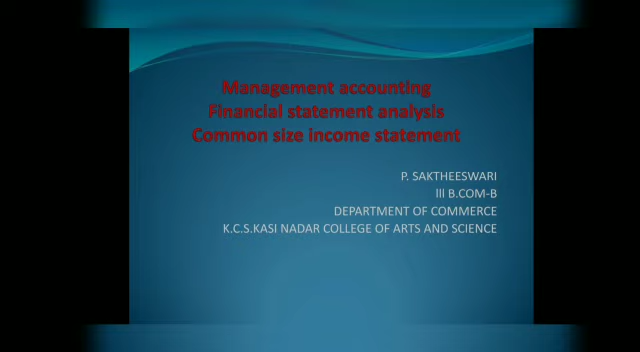 Management accounting
Financial statement analysis
Common size income statement
P. SAKTHEESWARI
III B.COM-B
DEPARTMENT OF COMMERCE
K.C.S.KASI NADAR COLLEGE OF ARTS AND SCIENCE